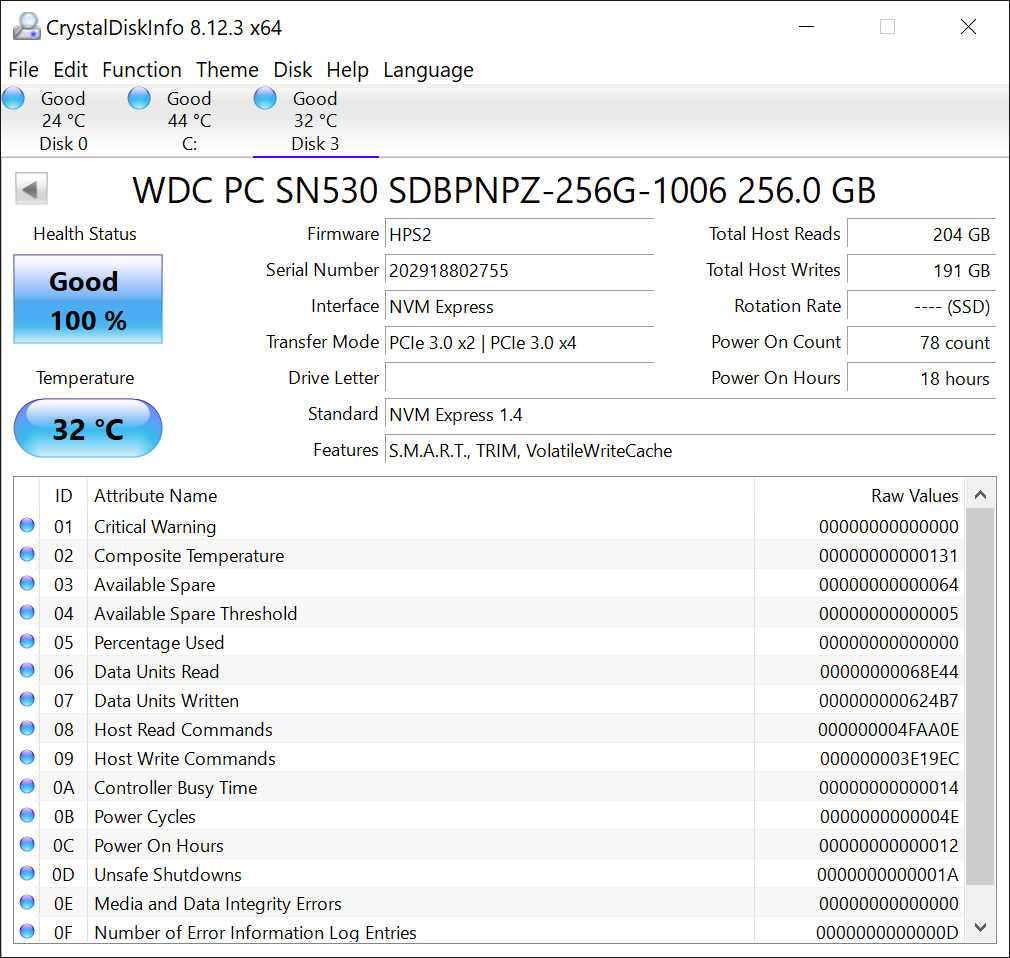 CrystalDiskInfo 8.12.3 x64
File Edit Function Theme Disk Help Language
Good Good Good
24 °C 44 °C 32 °C
Disk 0 C: Disk 3
WDC PC SN530 SDBPNPZ-256G-1006 256.0 GB
Health Status
Good
100 %
Temperature
32 °C
Firmware HPS2
Serial Number 202918802755
Interface NVM Express
Transfer Mode PCIe 3.0 x2 | PCIe 3.0 x4
Drive Letter
Total Host Reads 204 GB
Total Host Writes 191 GB
Rotation Rate ---- (SSD)
Power On Count 78 count
Power On Hours 18 hours
Standard NVM Express 1.4
Features S.M.A.R.T., TRIM, VolatileWriteCache
ID Attribute Name Raw Values
01 Critical Warning 00000000000000
02 Composite Temperature 00000000000131
03 Available Spare 00000000000064
04 Available Spare Threshold 00000000000005
05 Percentage Used 00000000000000
06 Data Units Read 00000000068E44
07 Data Units Written 000000000624B7
08 Host Read Commands 000000004FAA0E
09 Host Write Commands 000000003E19EC
0A Controller Busy Time 00000000000014
0B Power Cycles 0000000000004E
0C Power On Hours 00000000000012
0D Unsafe Shutdowns 0000000000001A
0E Media and Data Integrity Errors 00000000000000
0F Number of Error Information Log Entries 0000000000000D